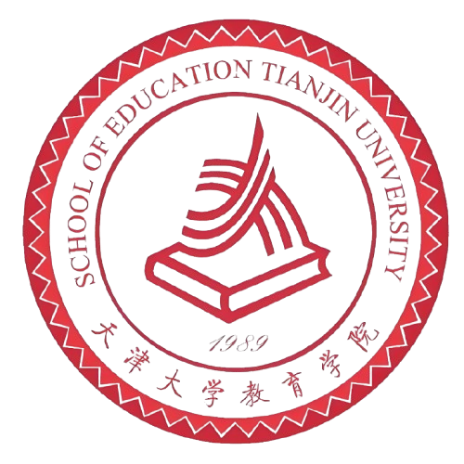 SCHOOL OF EDUCATION TIANJIN UNIVERSITY
1989
天津大学教育学院